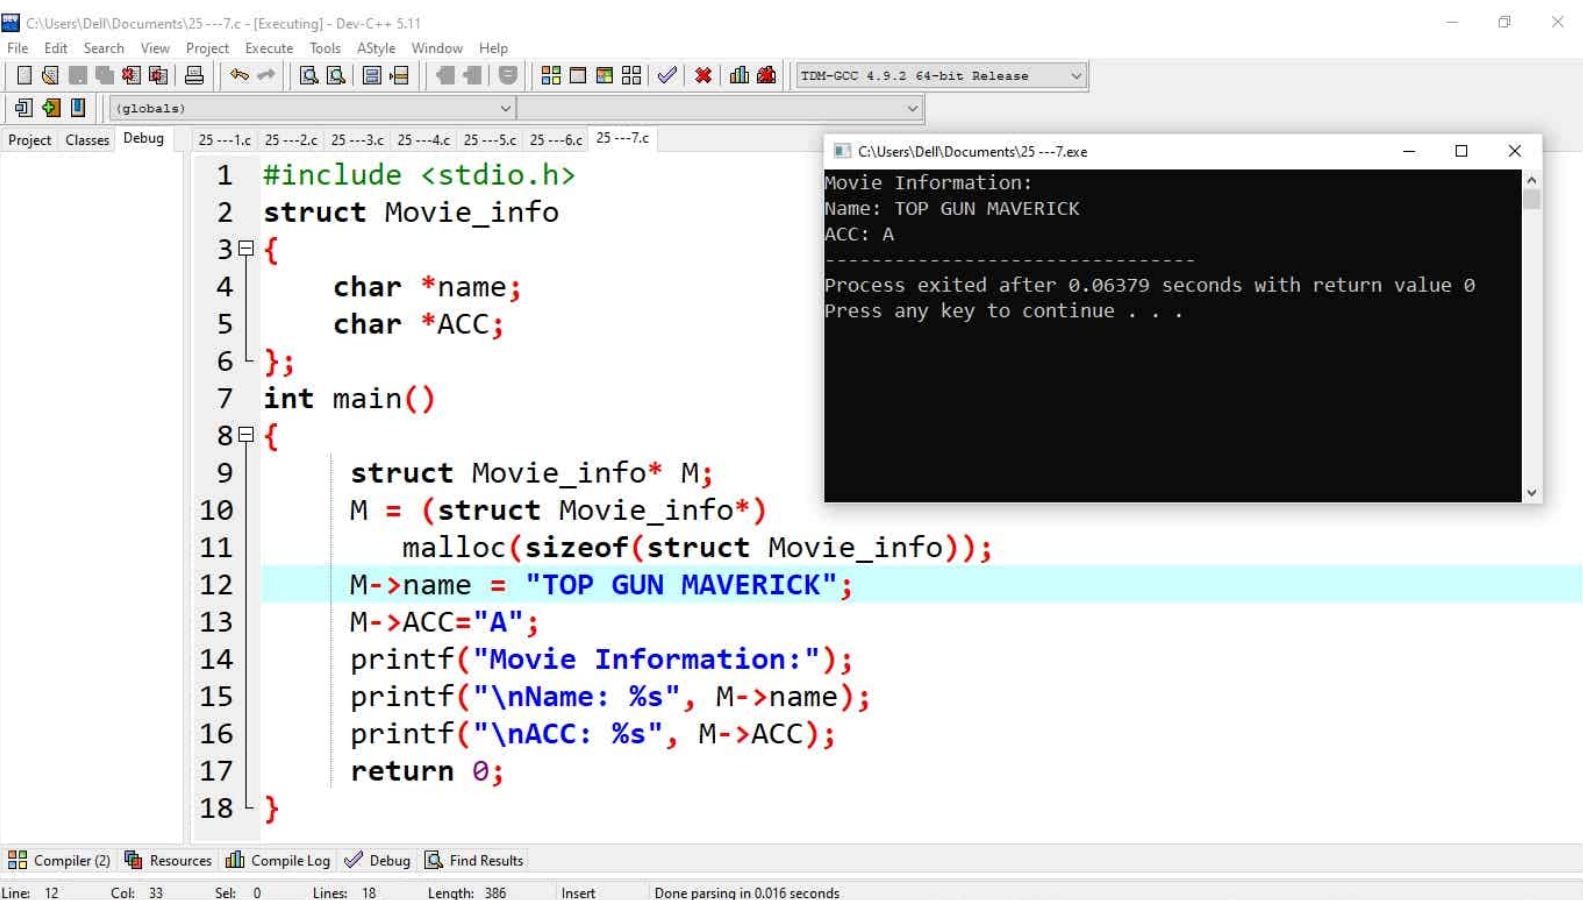 C:\Users\Dell\Documents\25 ---7.c - [Executing] - Dev-C++ 5.11
File Edit Search View Project Execute Tools AStyle Window Help
TDM-GCC 4.9.2 64-bit Release
(globals)
Project Classes Debug 25 ---1.c 25 ---2.c 25 ---3.c 25 ---4.c 25 ---5.c 25 ---6.c 25 ---7.c
1 #include <stdio.h>
2 struct Movie_info
3 {
4 char *name;
5 char *ACC;
6 };
7 int main()
8 {
9 struct Movie_info* M;
10 M = (struct Movie_info*)
11 malloc(sizeof(struct Movie_info));
12 M->name = "TOP GUN MAVERICK";
13 M->ACC="A";
14 printf("Movie Information:");
15 printf("\nName: %s", M->name);
16 printf("\nACC: %s", M->ACC);
17 return 0;
18 }
C:\Users\Dell\Documents\25 ---7.exe
Movie Information:
Name: TOP GUN MAVERICK
ACC: A
--------------------------------
Process exited after 0.06379 seconds with return value 0
Press any key to continue . . .
Compiler (2) Resources Compile Log Debug Find Results
Line: 12 Col: 33 Sel: 0 Lines: 18 Length: 386 Insert Done parsing in 0.016 seconds